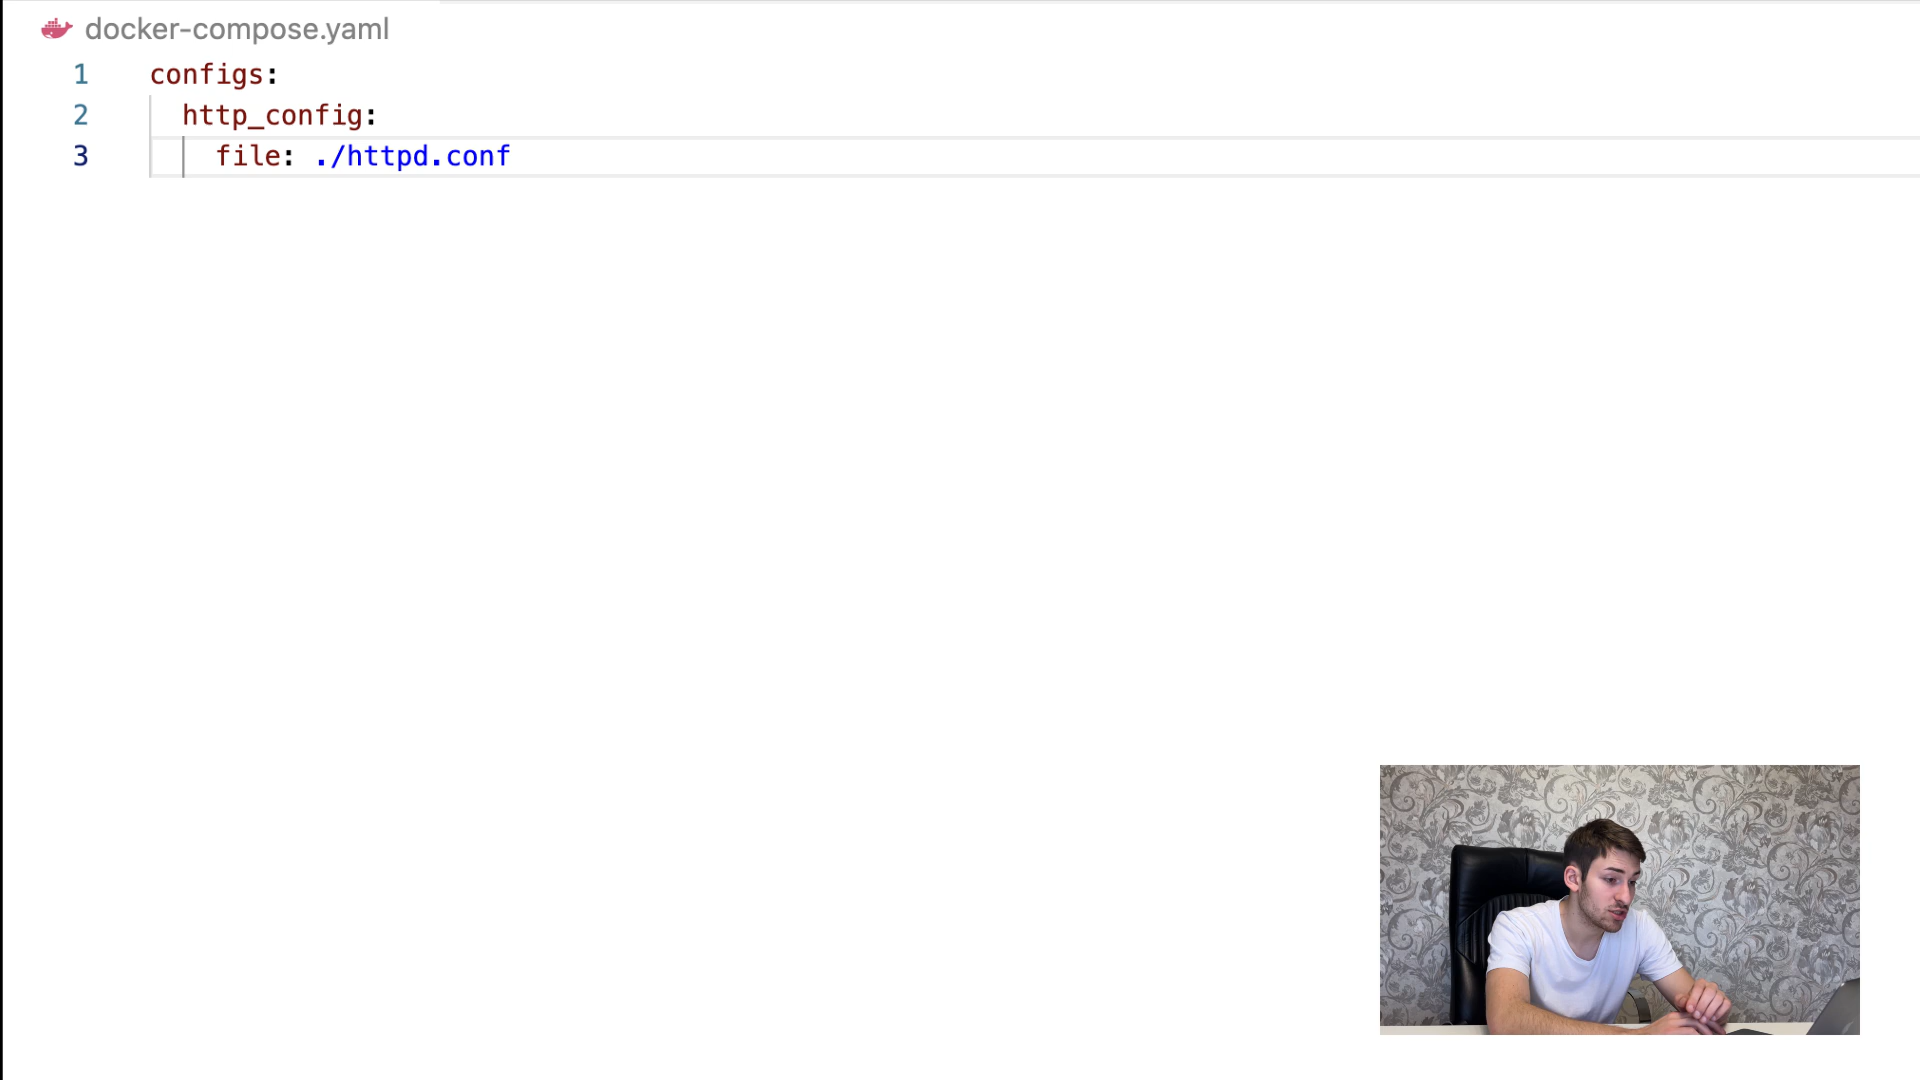 docker-compose.yaml
1 configs:
2 http_config:
3 file: ./httpd.conf